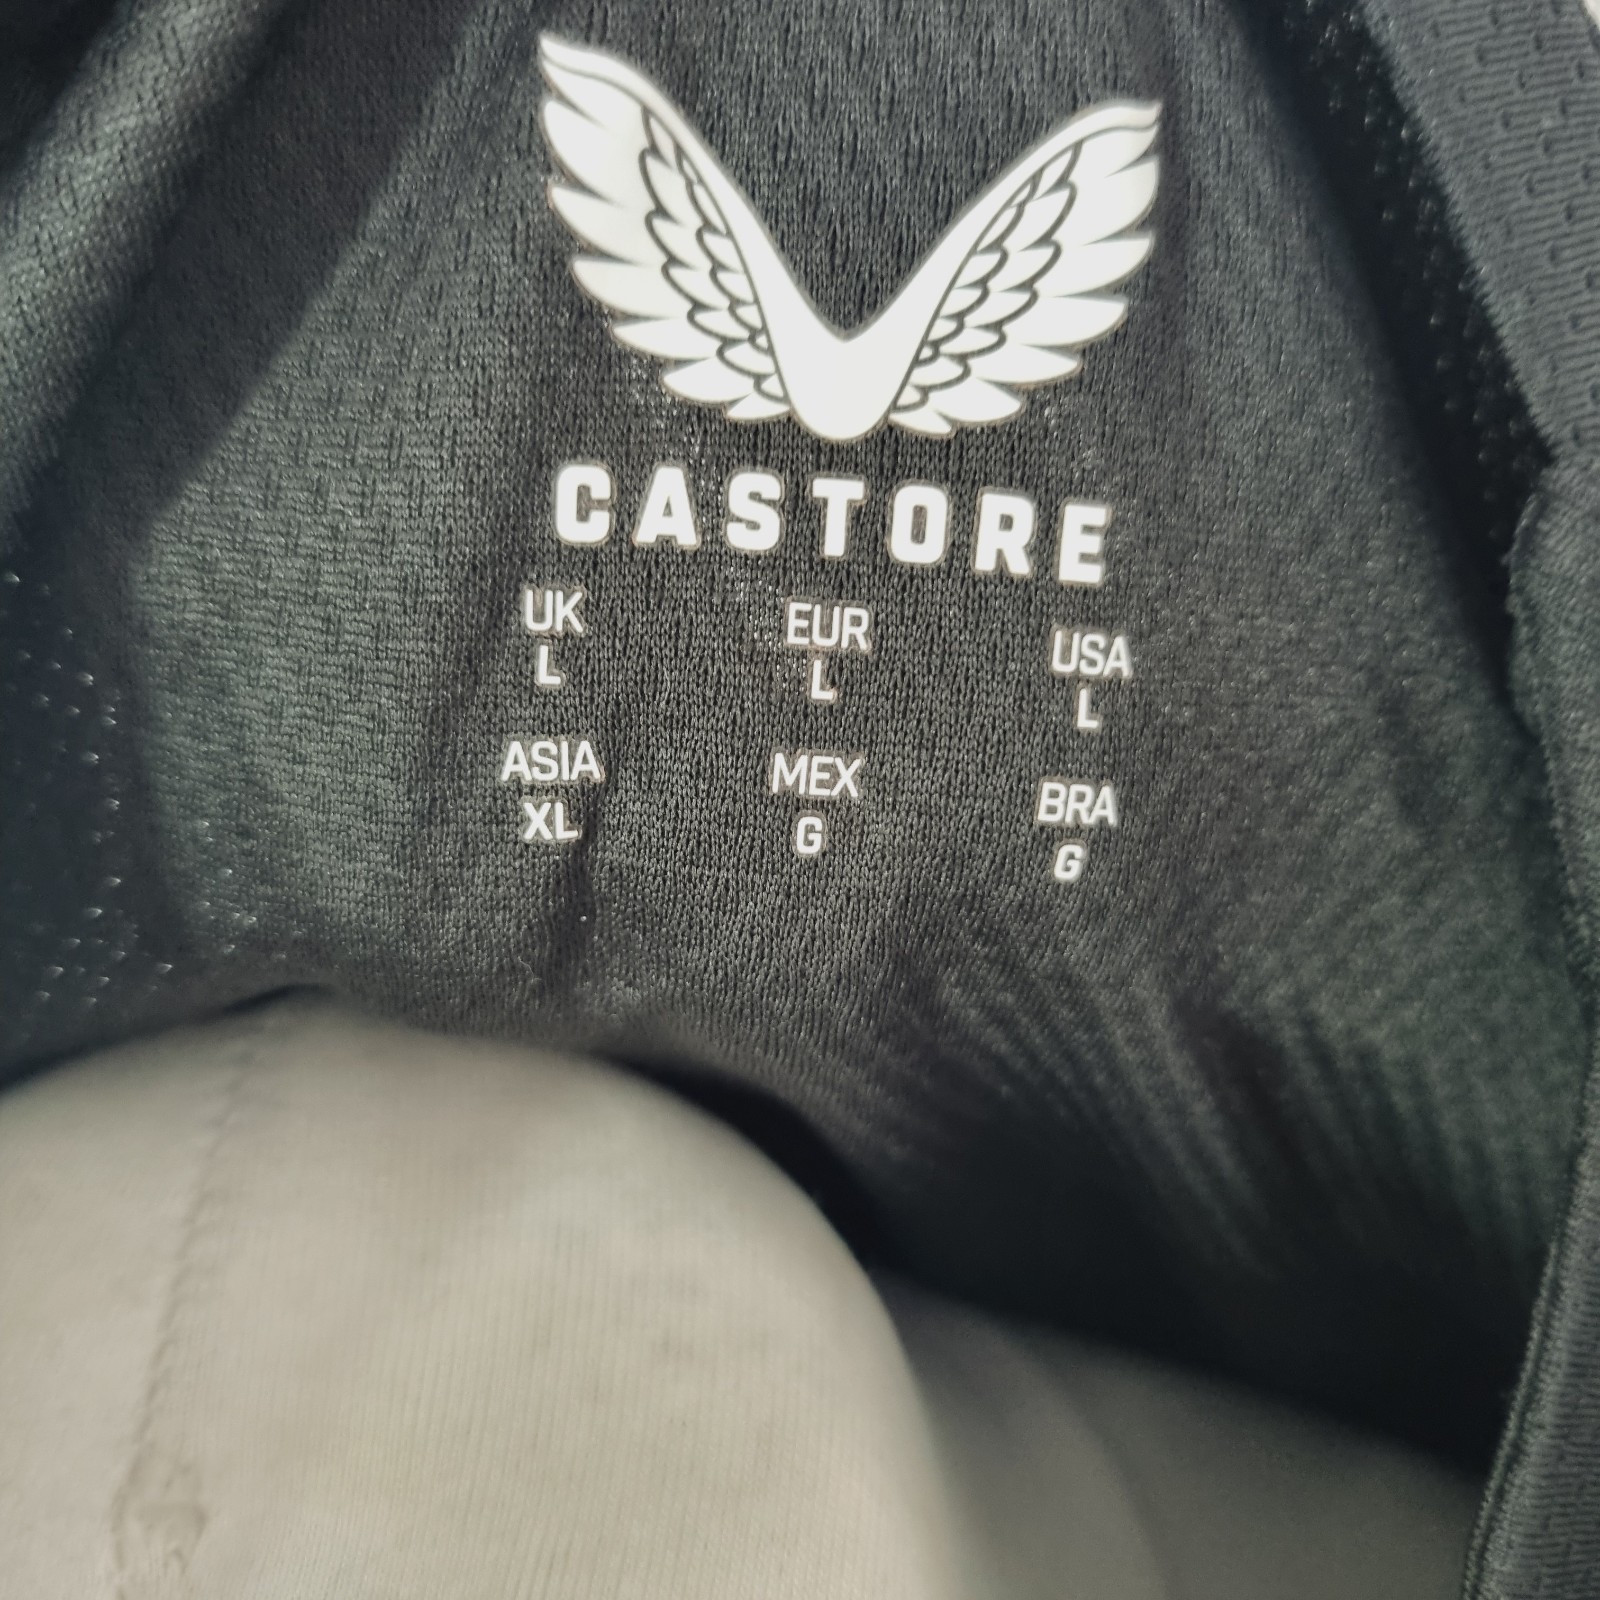 CASTORE
UK EUR USA
L L L
ASIA MEX BRA
XL G G